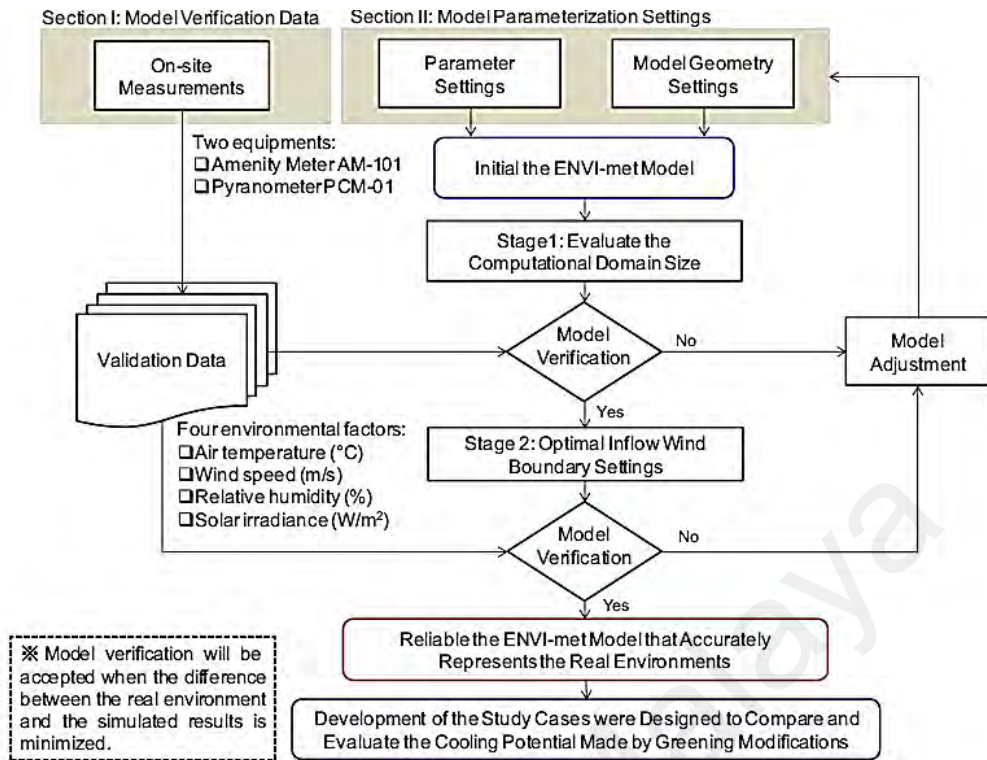 Section I: Model Verification Data
Section II: Model Parameterization Settings
On-site
Measurements
Parameter
Settings
Model Geometry
Settings
Two equipments:
❑Amenity Meter AM-101
❑Pyranometer PCM-01
Initial the ENVI-met Model
Stage1: Evaluate the
Computational Domain Size
Validation Data
Model
Verification
No
Model
Adjustment
Yes
Four environmental factors:
❑Air temperature (°C)
❑Wind speed (m/s)
❑Relative humidity (%)
❑Solar irradiance (W/m²)
Stage 2: Optimal Inflow Wind
Boundary Settings
Model
Verification
No
Yes
Reliable the ENVI-met Model that Accurately
Represents the Real Environments
※ Model verification will be
accepted when the difference
between the real environment
and the simulated results is
minimized.
Development of the Study Cases were Designed to Compare and
Evaluate the Cooling Potential Made by Greening Modifications
alaya